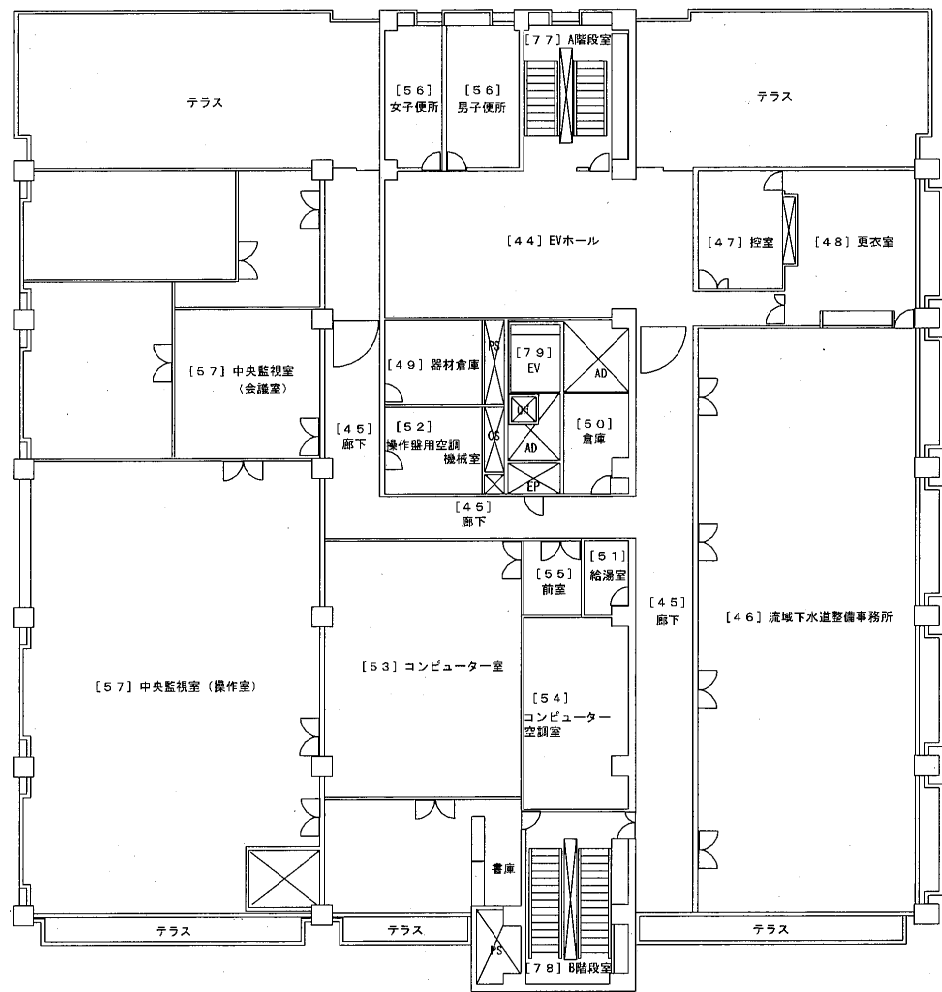 [77] A階段室
[56]
女子便所
[56]
男子便所
テラス
テラス
[44] EVホール
[47] 控室
[48] 更衣室
[49] 器材倉庫
PS
[79]
EV
AD
[57] 中央監視室
（会議室）
[45]
廊下
[52]
操作盤用空調
機械室
AD
[50]
倉庫
EP
[45]
廊下
[55]
前室
[51]
給湯室
[45]
廊下
[46] 流域下水道整備事務所
[53] コンピューター室
[57] 中央監視室（操作室）
[54]
コンピューター
空調室
書庫
テラス
テラス
PS
[78] B階段室
テラス